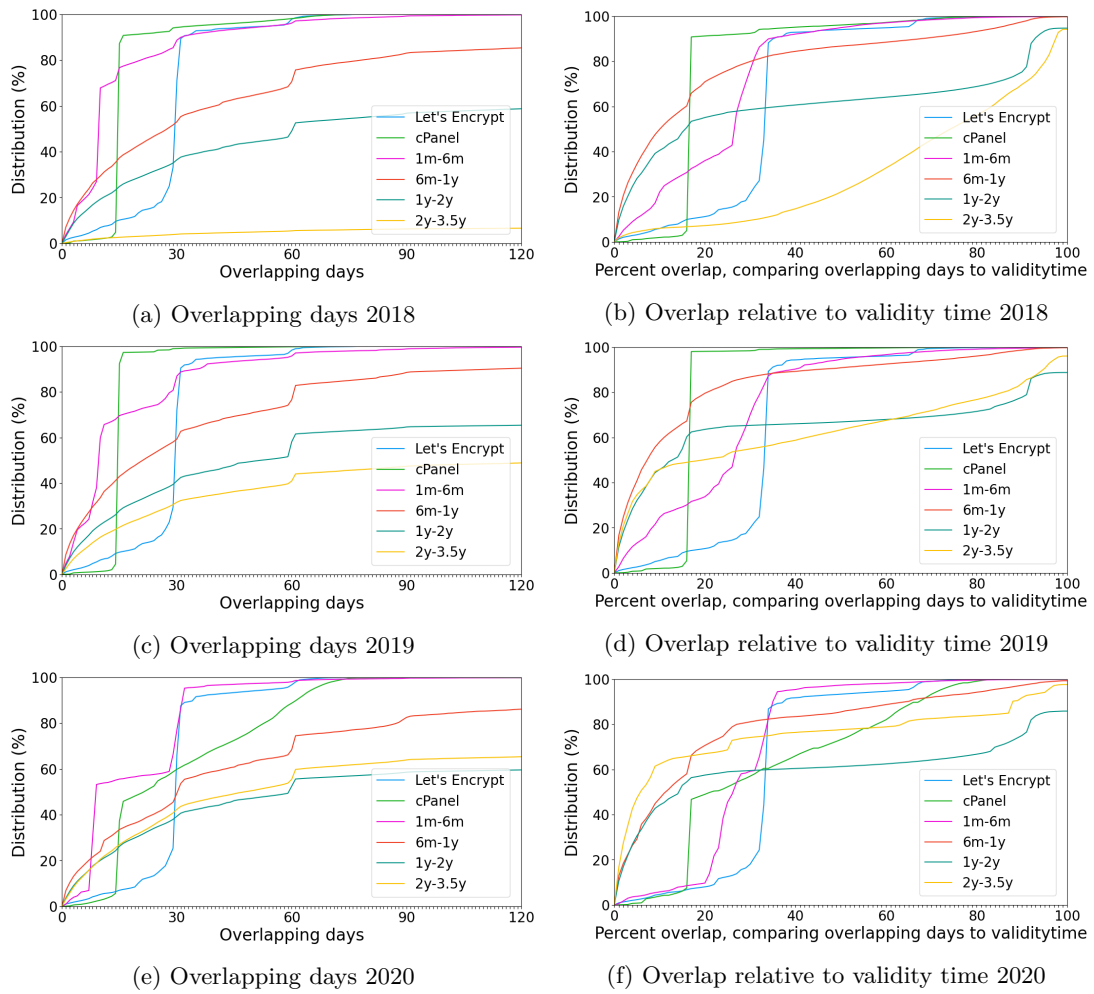 100
80
60
40
20
0
Distribution (%)
Let's Encrypt
cPanel
1m-6m
6m-1y
1y-2y
2y-3.5y
0 30 60 90 120
Overlapping days
(a) Overlapping days 2018
100
80
60
40
20
0
Distribution (%)
Let's Encrypt
cPanel
1m-6m
6m-1y
1y-2y
2y-3.5y
0 20 40 60 80 100
Percent overlap, comparing overlapping days to validitytime
(b) Overlap relative to validity time 2018
100
80
60
40
20
0
Distribution (%)
Let's Encrypt
cPanel
1m-6m
6m-1y
1y-2y
2y-3.5y
0 30 60 90 120
Overlapping days
(c) Overlapping days 2019
100
80
60
40
20
0
Distribution (%)
Let's Encrypt
cPanel
1m-6m
6m-1y
1y-2y
2y-3.5y
0 20 40 60 80 100
Percent overlap, comparing overlapping days to validitytime
(d) Overlap relative to validity time 2019
100
80
60
40
20
0
Distribution (%)
Let's Encrypt
cPanel
1m-6m
6m-1y
1y-2y
2y-3.5y
0 30 60 90 120
Overlapping days
(e) Overlapping days 2020
100
80
60
40
20
0
Distribution (%)
Let's Encrypt
cPanel
1m-6m
6m-1y
1y-2y
2y-3.5y
0 20 40 60 80 100
Percent overlap, comparing overlapping days to validitytime
(f) Overlap relative to validity time 2020